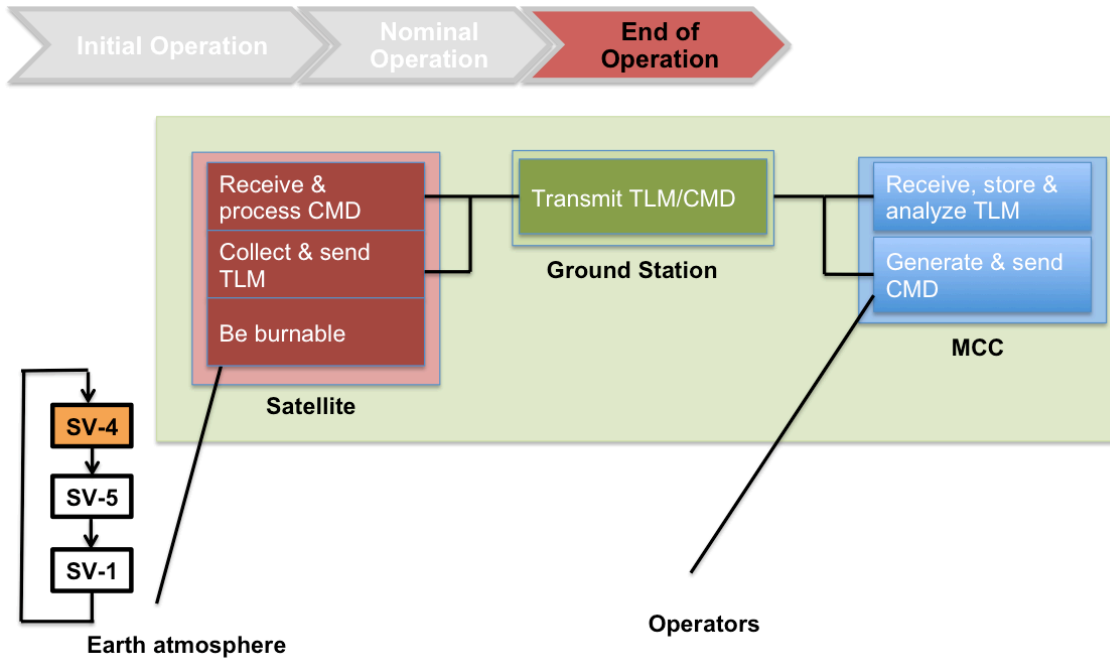 Initial Operation
Nominal
Operation
End of
Operation
Receive &
process CMD
Collect & send
TLM
Be burnable
Satellite
Transmit TLM/CMD
Ground Station
Receive, store &
analyze TLM
Generate & send
CMD
MCC
SV-4
SV-5
SV-1
Earth atmosphere
Operators